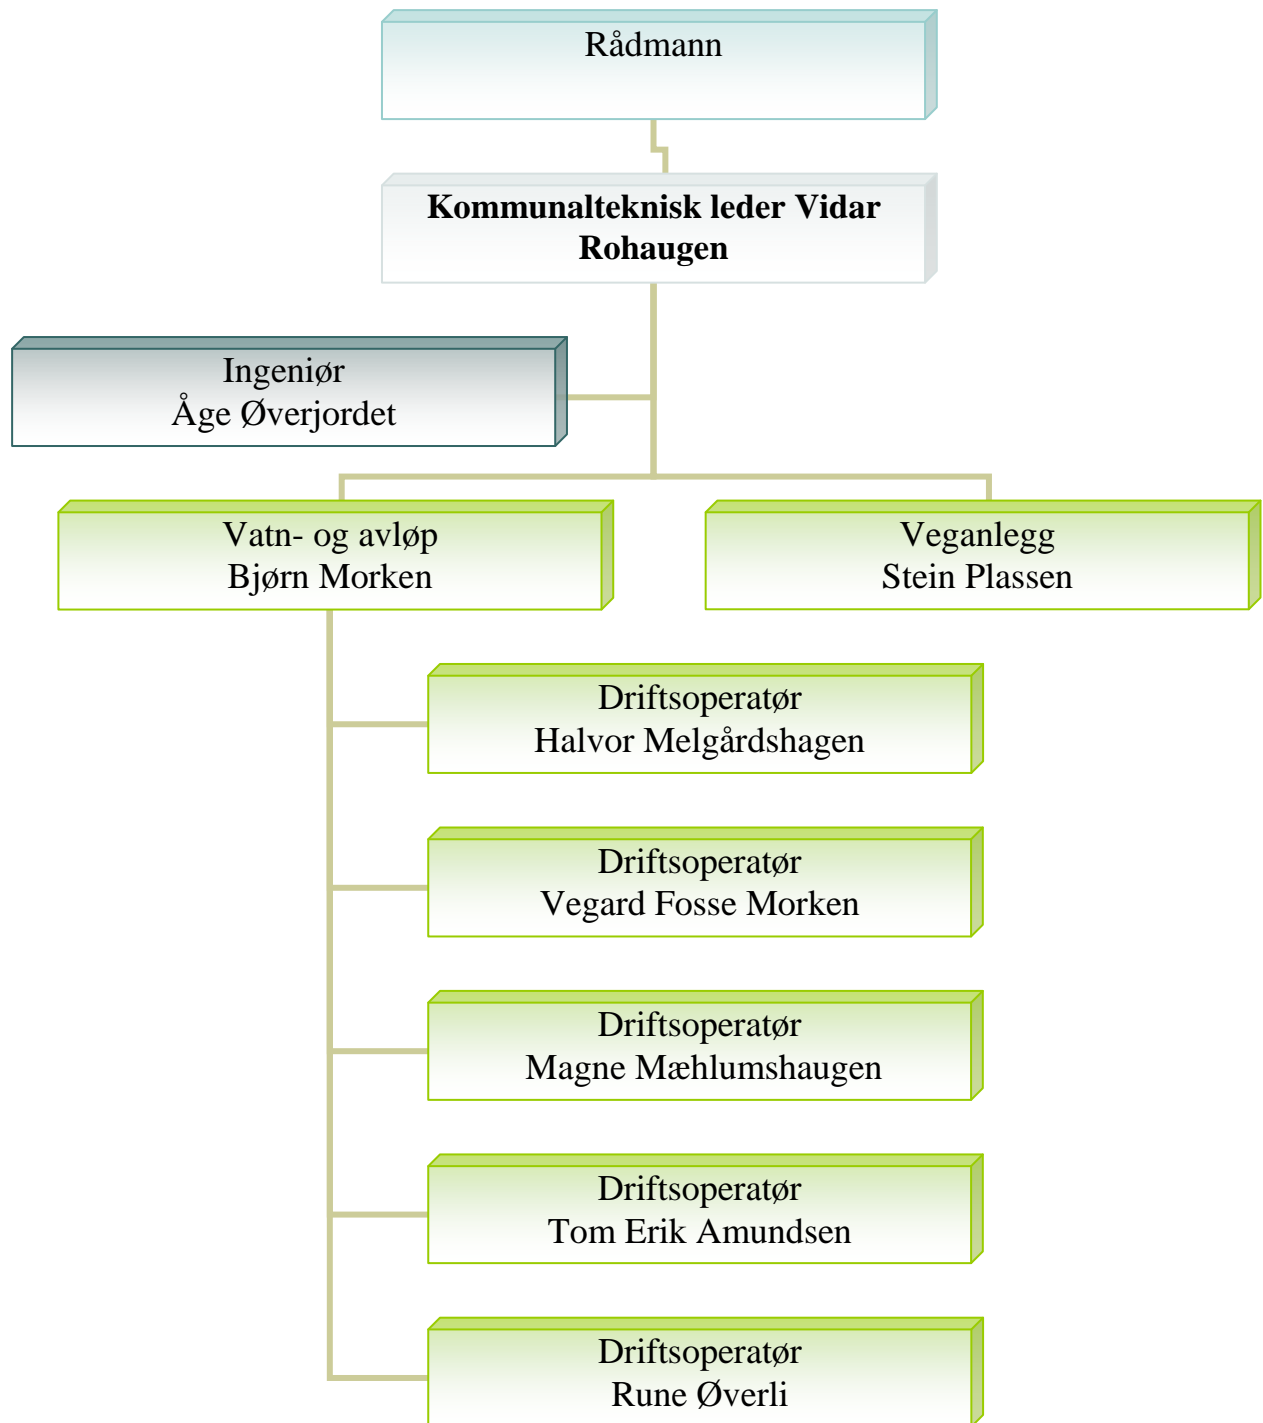 Rådmann
Kommunalteknisk leder Vidar
Rohaugen
Ingeniør
Åge Øverjordet
Vatn- og avløp
Bjørn Morken
Veganlegg
Stein Plassen
Driftsoperatør
Halvor Melgårdshagen
Driftsoperatør
Vegard Fosse Morken
Driftsoperatør
Magne Mæhlumshaugen
Driftsoperatør
Tom Erik Amundsen
Driftsoperatør
Rune Øverli